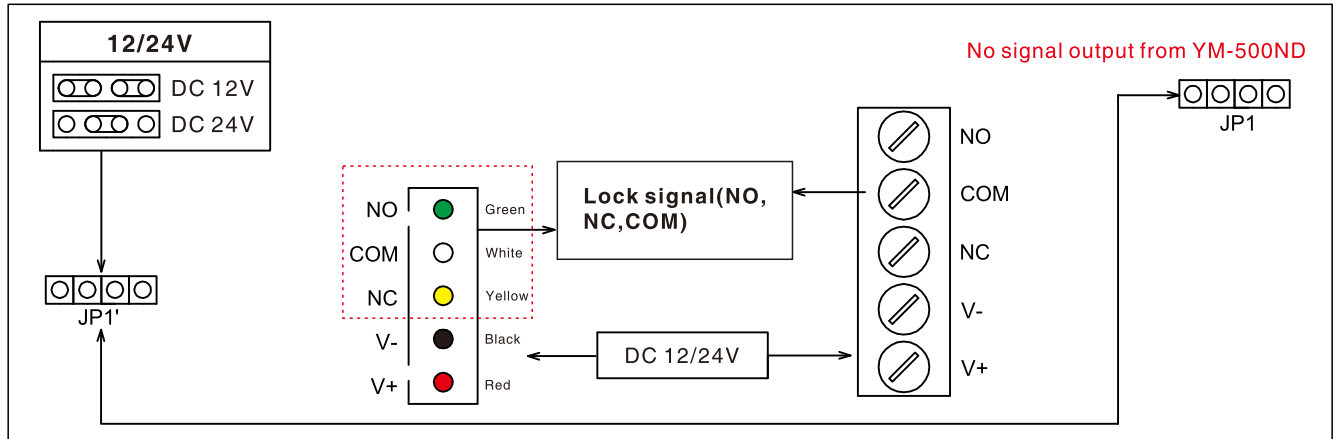 12/24V
DC 12V
DC 24V
JP1'
NO Green
COM White
NC Yellow
V- Black
V+ Red
Lock signal(NO,
NC,COM)
DC 12/24V
No signal output from YM-500ND
JP1
NO
COM
NC
V-
V+